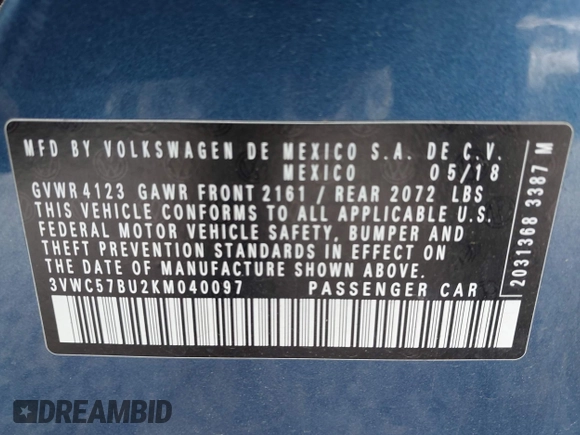 MFD BY VOLKSWAGEN DE MEXICO S.A. DE C.V.
MEXICO 05/18
GVWR 4123 GAWR FRONT 2161 / REAR 2072 LBS
THIS VEHICLE CONFORMS TO ALL APPLICABLE U.S.
FEDERAL MOTOR VEHICLE SAFETY, BUMPER AND
THEFT PREVENTION STANDARDS IN EFFECT ON
THE DATE OF MANUFACTURE SHOWN ABOVE.
3VWC57BU2KM040097 PASSENGER CAR
2031368 3387 M
DREAMBID